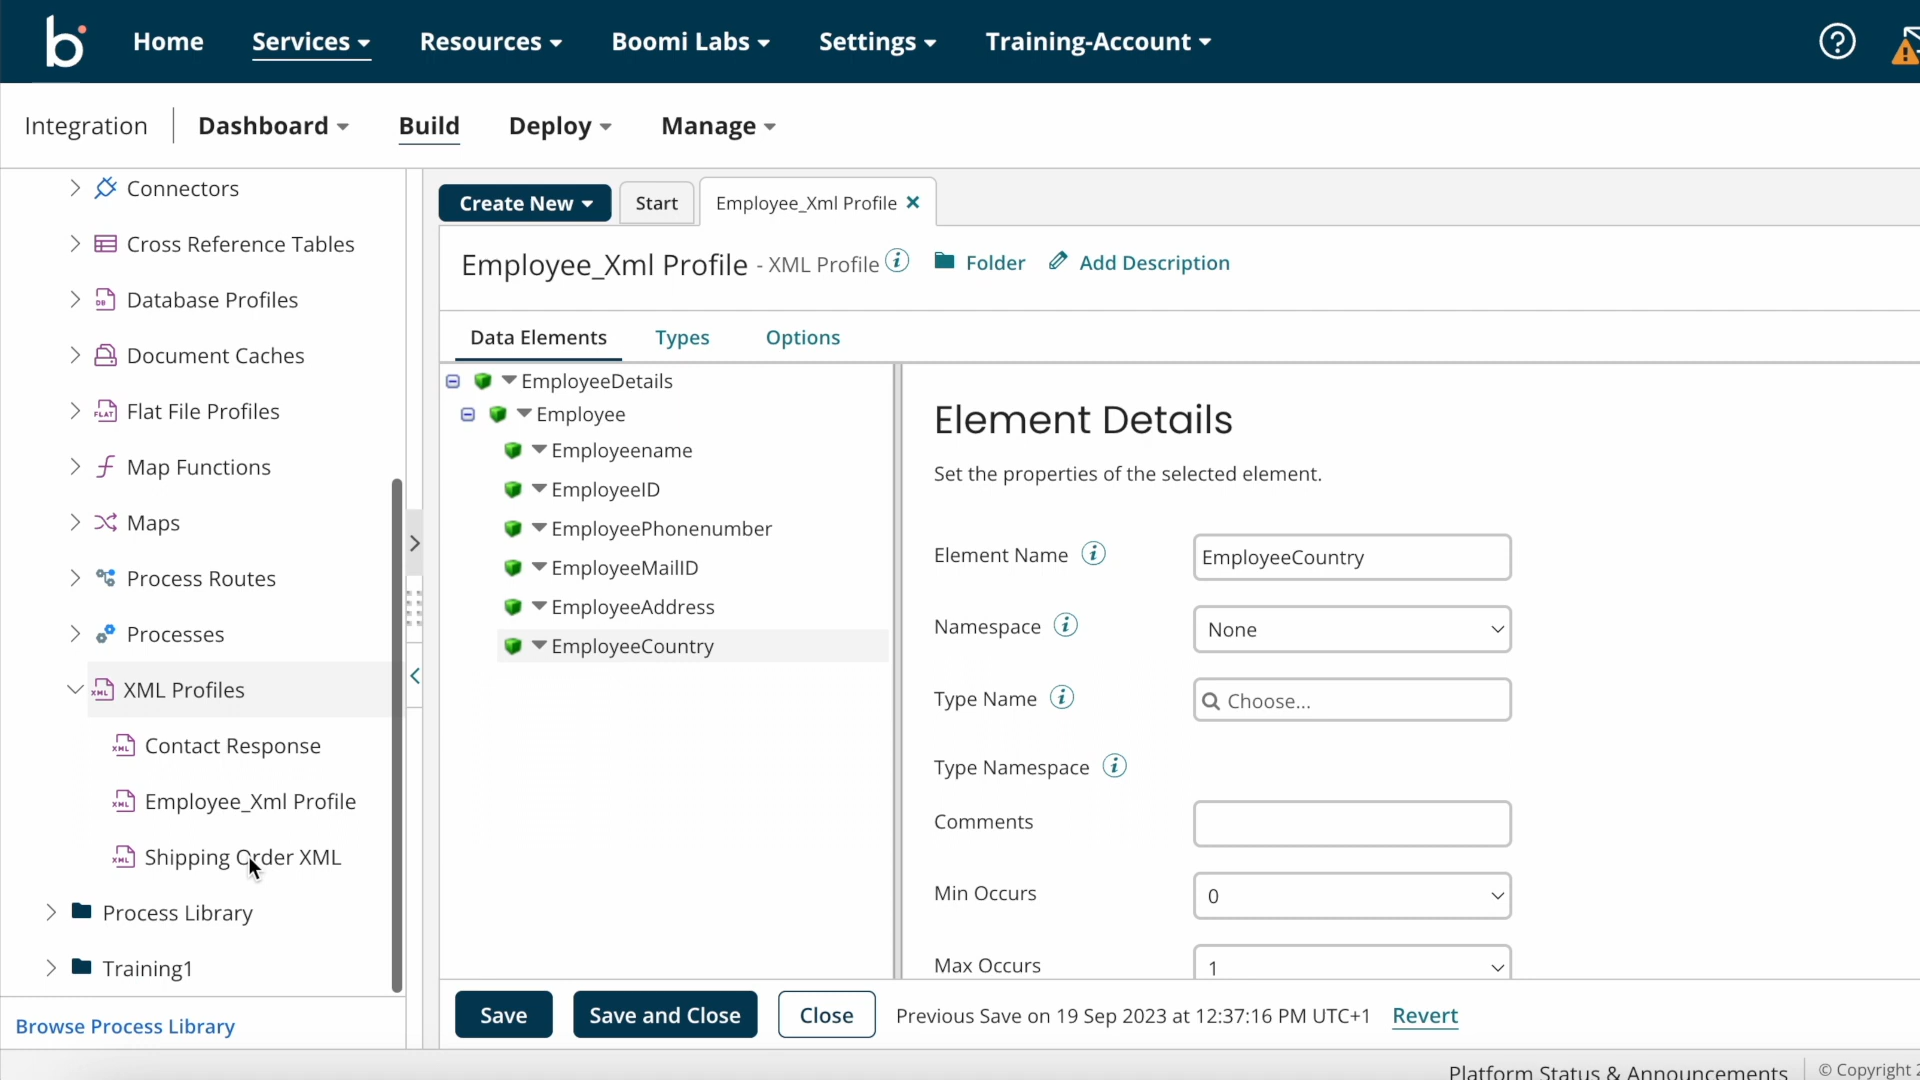 b Home Services Resources Boomi Labs Settings Training-Account ?
Integration Dashboard Build Deploy Manage
Connectors
Cross Reference Tables
Database Profiles
Document Caches
Flat File Profiles
Map Functions
Maps
Process Routes
Processes
XML Profiles
Contact Response
Employee_Xml Profile
Shipping Order XML
Process Library
Training1
Browse Process Library
Create New Start Employee_Xml Profile
Employee_Xml Profile - XML Profile Folder Add Description
Data Elements Types Options
EmployeeDetails
Employee
Employeename
EmployeeID
EmployeePhonenumber
EmployeeMailID
EmployeeAddress
EmployeeCountry
Element Details
Set the properties of the selected element.
Element Name EmployeeCountry
Namespace None
Type Name Choose...
Type Namespace
Comments
Min Occurs 0
Max Occurs 1
Save Save and Close Close Previous Save on 19 Sep 2023 at 12:37:16 PM UTC+1 Revert
Platform Status & Announcements © Copyright